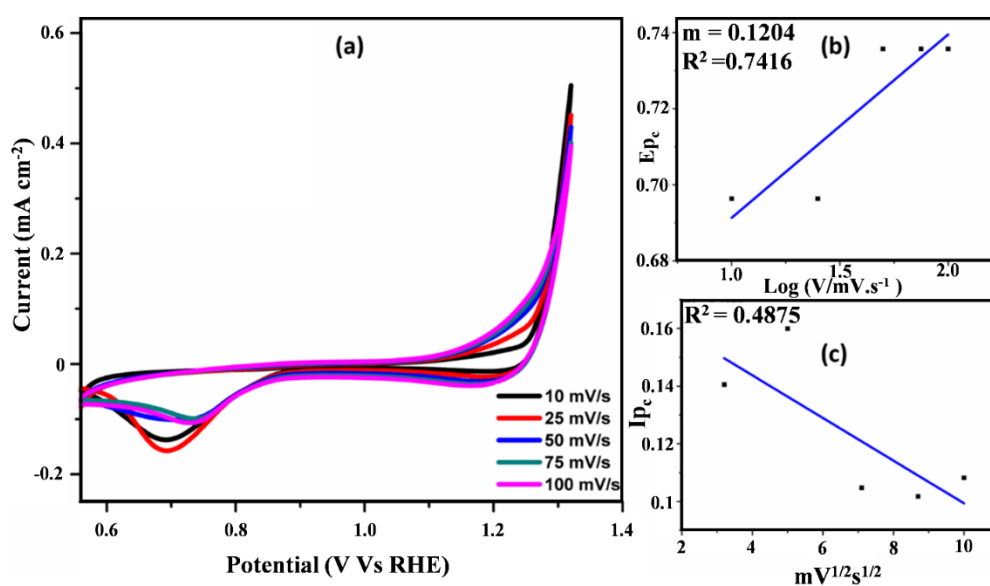 (a)
0.6
0.4
0.2
0
-0.2
Current (mA cm⁻²)
0.6
0.8
1.0
1.2
1.4
Potential (V Vs RHE)
10 mV/s
25 mV/s
50 mV/s
75 mV/s
100 mV/s
(b)
m = 0.1204
R² =0.7416
0.74
0.72
0.70
0.68
Epc
1.0
1.5
2.0
Log (V/mV.s⁻¹ )
(c)
R² = 0.4875
0.16
0.14
0.12
0.1
Ipc
2
4
6
8
10
mV¹/²s¹/²